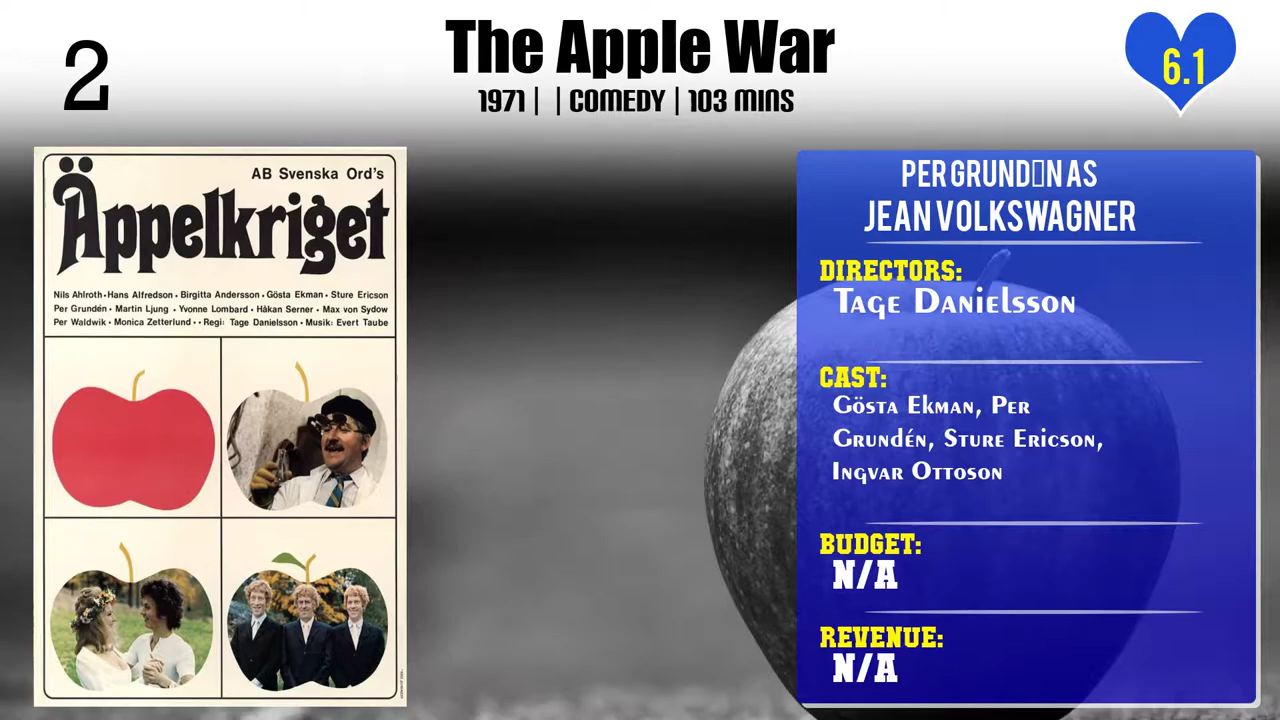 2
The Apple War
1971 | | COMEDY | 103 MINS
6.1
AB Svenska Ord's
Äppelkriget
Nils Ahlroth • Hans Alfredson • Birgitta Andersson • Gösta Ekman • Sture Ericson
Per Grundén • Martin Ljung • Yvonne Lombard • Håkan Serner • Max von Sydow
Per Waldwik • Monica Zetterlund • • Regi: Tage Danielsson • Musik: Evert Taube
PER GRUND▯N AS
JEAN VOLKSWAGNER
DIRECTORS:
Tage Danielsson
CAST:
Gösta Ekman, Per
Grundén, Sture Ericson,
Ingvar Ottoson
BUDGET:
N/A
REVENUE:
N/A